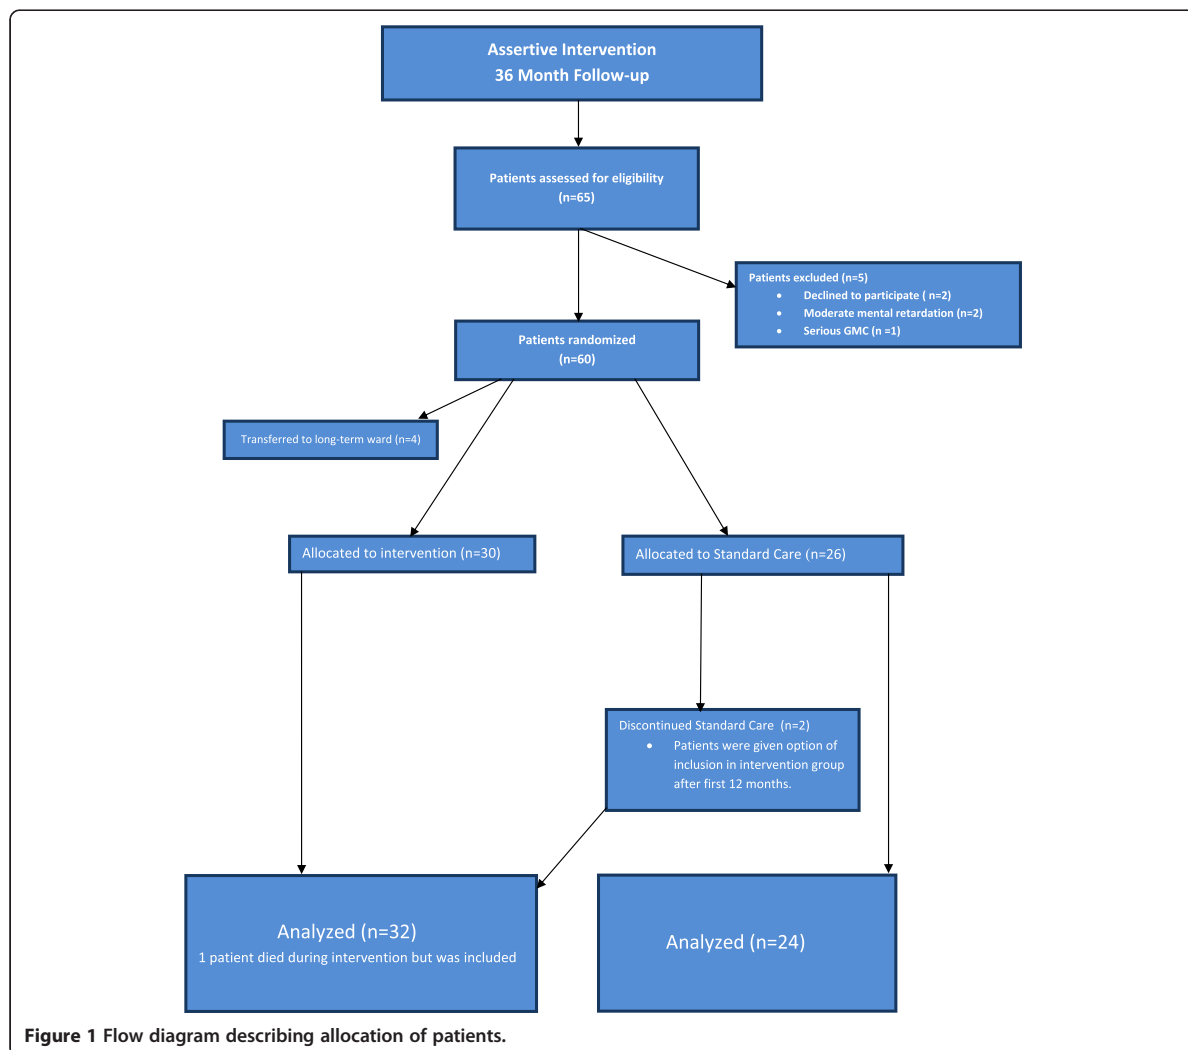 Assertive Intervention
36 Month Follow-up
Patients assessed for eligibility
(n=65)
Patients excluded (n=5)
• Declined to participate ( n=2)
• Moderate mental retardation (n=2)
• Serious GMC (n =1)
Patients randomized
(n=60)
Transferred to long-term ward (n=4)
Allocated to intervention (n=30)
Allocated to Standard Care (n=26)
Discontinued Standard Care (n=2)
• Patients were given option of
inclusion in intervention group
after first 12 months.
Analyzed (n=32)
1 patient died during intervention but was included
Analyzed (n=24)
Figure 1 Flow diagram describing allocation of patients.